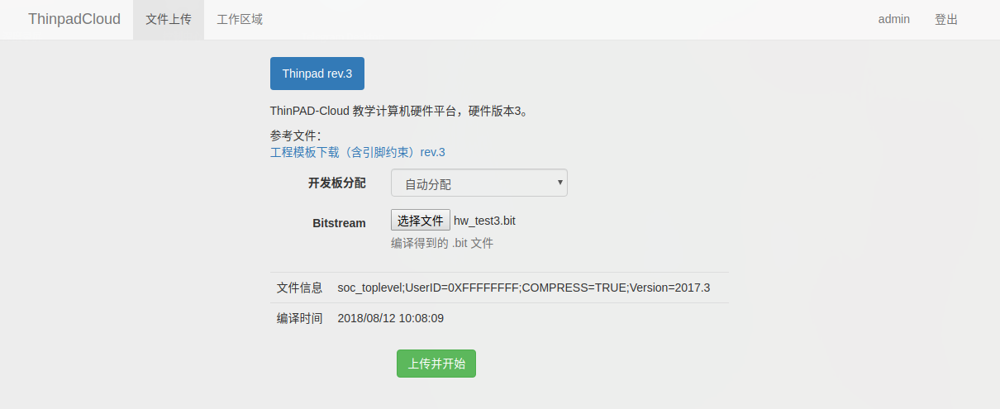 ThinpadCloud 文件上传 工作区域 admin 登出
Thinpad rev.3
ThinPAD-Cloud 教学计算机硬件平台，硬件版本3。
参考文件：
工程模板下载（含引脚约束）rev.3
开发板分配 自动分配
Bitstream 选择文件 hw_test3.bit
编译得到的 .bit 文件
文件信息 soc_toplevel;UserID=0XFFFFFFFF;COMPRESS=TRUE;Version=2017.3
编译时间 2018/08/12 10:08:09
上传并开始